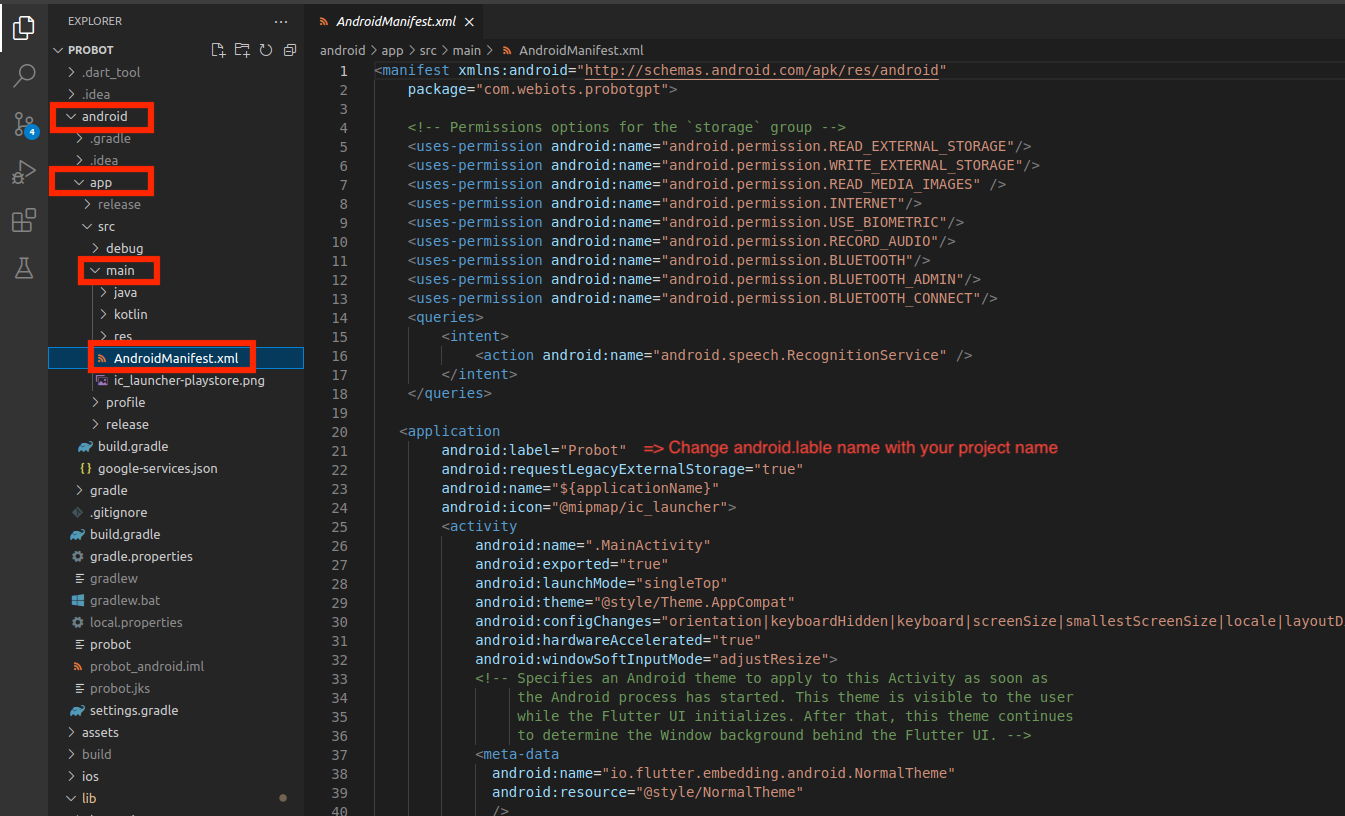 EXPLORER
PROBOT
.dart_tool
.idea
android
.gradle
.idea
app
release
src
debug
main
java
kotlin
res
AndroidManifest.xml
ic_launcher-playstore.png
profile
release
build.gradle
{} google-services.json
gradle
.gitignore
build.gradle
gradle.properties
gradlew
gradlew.bat
local.properties
probot
probot_android.iml
probot.jks
settings.gradle
assets
build
ios
lib
4
AndroidManifest.xml
android > app > src > main > AndroidManifest.xml
1 <manifest xmlns:android="http://schemas.android.com/apk/res/android"
2 package="com.webiots.probotgpt">
3
4 <!-- Permissions options for the `storage` group -->
5 <uses-permission android:name="android.permission.READ_EXTERNAL_STORAGE"/>
6 <uses-permission android:name="android.permission.WRITE_EXTERNAL_STORAGE"/>
7 <uses-permission android:name="android.permission.READ_MEDIA_IMAGES" />
8 <uses-permission android:name="android.permission.INTERNET"/>
9 <uses-permission android:name="android.permission.USE_BIOMETRIC"/>
10 <uses-permission android:name="android.permission.RECORD_AUDIO"/>
11 <uses-permission android:name="android.permission.BLUETOOTH"/>
12 <uses-permission android:name="android.permission.BLUETOOTH_ADMIN"/>
13 <uses-permission android:name="android.permission.BLUETOOTH_CONNECT"/>
14 <queries>
15 <intent>
16 <action android:name="android.speech.RecognitionService" />
17 </intent>
18 </queries>
19
20 <application
21 android:label="Probot" => Change android.lable name with your project name
22 android:requestLegacyExternalStorage="true"
23 android:name="${applicationName}"
24 android:icon="@mipmap/ic_launcher">
25 <activity
26 android:name=".MainActivity"
27 android:exported="true"
28 android:launchMode="singleTop"
29 android:theme="@style/Theme.AppCompat"
30 android:configChanges="orientation|keyboardHidden|keyboard|screenSize|smallestScreenSize|locale|layoutDi
31 android:hardwareAccelerated="true"
32 android:windowSoftInputMode="adjustResize">
33 <!-- Specifies an Android theme to apply to this Activity as soon as
34 the Android process has started. This theme is visible to the user
35 while the Flutter UI initializes. After that, this theme continues
36 to determine the Window background behind the Flutter UI. -->
37 <meta-data
38 android:name="io.flutter.embedding.android.NormalTheme"
39 android:resource="@style/NormalTheme"
40 />